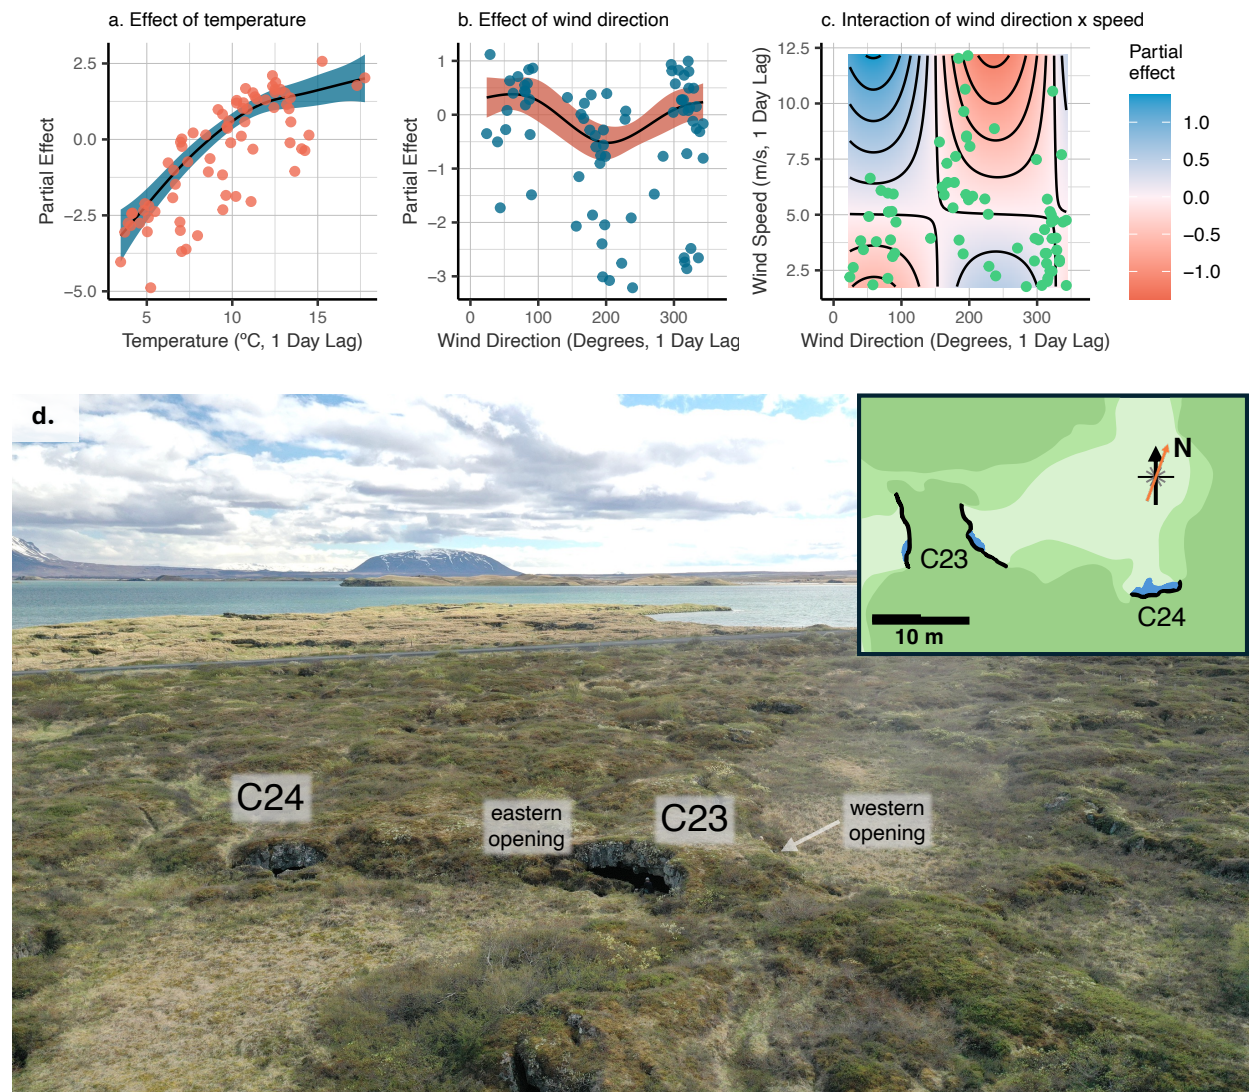 a. Effect of temperature
Partial Effect
2.5
0.0
−2.5
−5.0
5
10
15
Temperature (ºC, 1 Day Lag)
b. Effect of wind direction
Partial Effect
1
0
−1
−2
−3
0
100
200
300
Wind Direction (Degrees, 1 Day Lag)
c. Interaction of wind direction x speed
Wind Speed (m/s, 1 Day Lag)
12.5
10.0
7.5
5.0
2.5
0
100
200
300
Wind Direction (Degrees, 1 Day Lag)
Partial
effect
1.0
0.5
0.0
−0.5
−1.0
d.
N
C23
C24
10 m
C24
eastern
opening
C23
western
opening